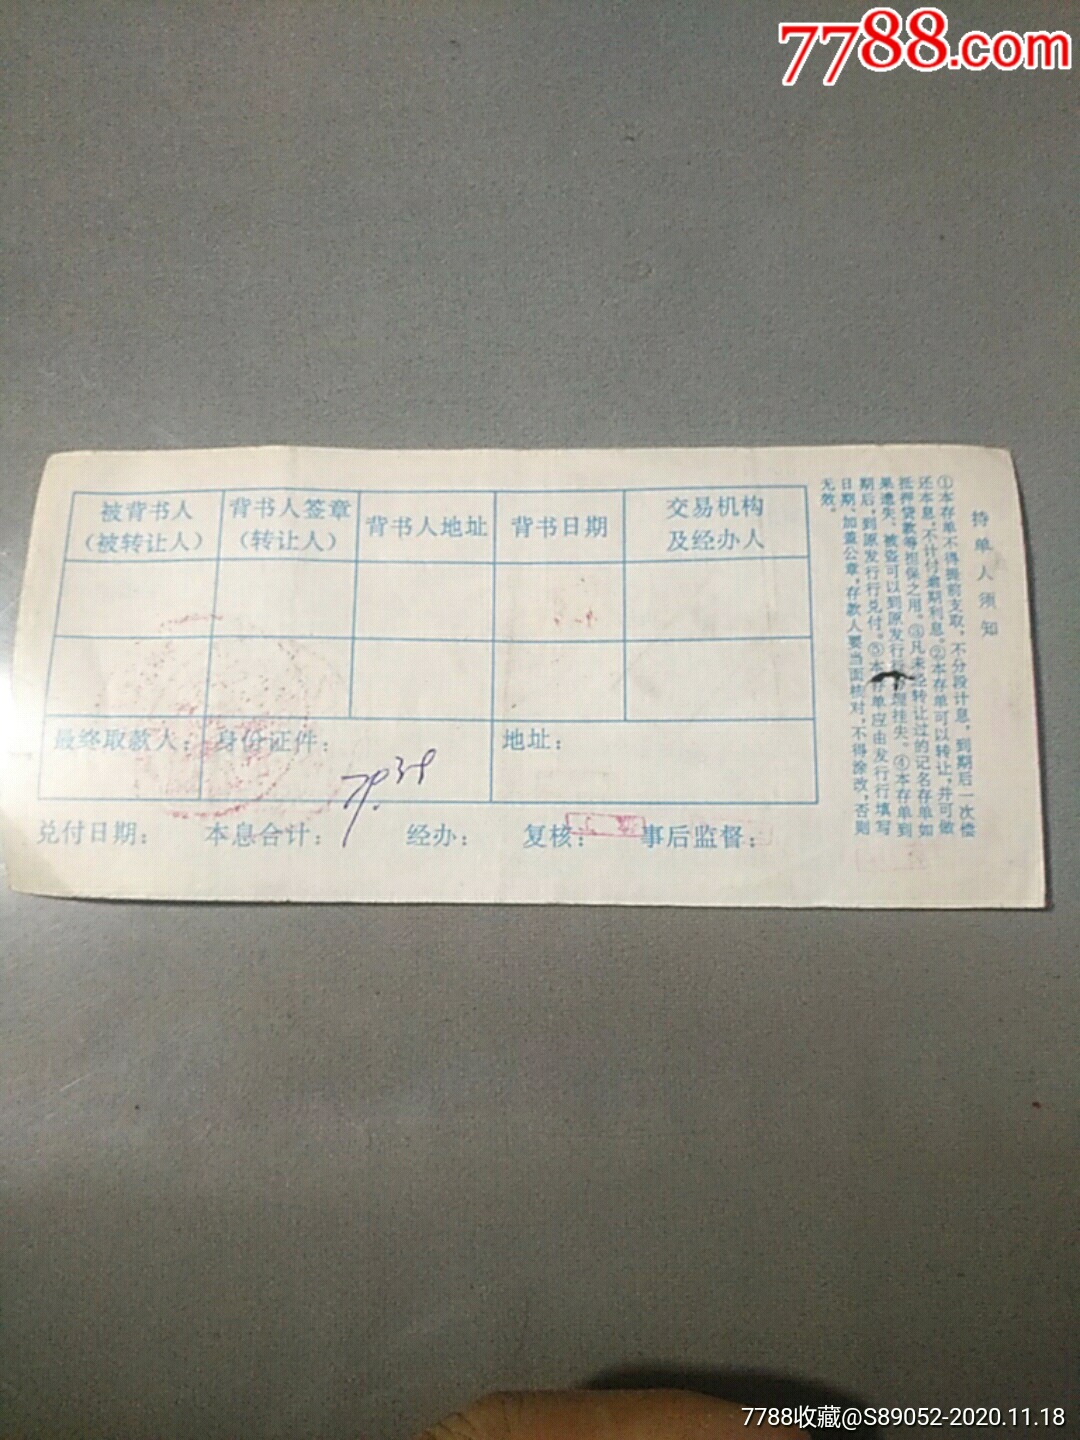 7788.com
被背书人
(被转让人)
背书人签章
(转让人)
背书人地址
背书日期
交易机构
及经办人
最终取款人：
身份证件：
地址：
兑付日期：
本息合计：
经办：
复核：
事后监督：
持单人须知
①本存单不得提前支取，不分段计息，到期后一次偿
还本息，不计付逾期利息。②本存单可以转让，并可做
抵押贷款等担保之用。③凡未经转让过的记名存单如
果遗失、被盗可以到原发行行办理挂失。④本存单到
期后，到原发行行兑付。⑤本存单应由发行行填写
日期，加盖公章，存款人要当面核对，不得涂改，否则
无效。
7788收藏@S89052-2020.11.18